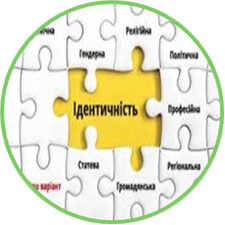 Релігійна
Гендерна
Політична
Ідентичність
Професійна
Статева
Регіональна
варіант
Громадянська